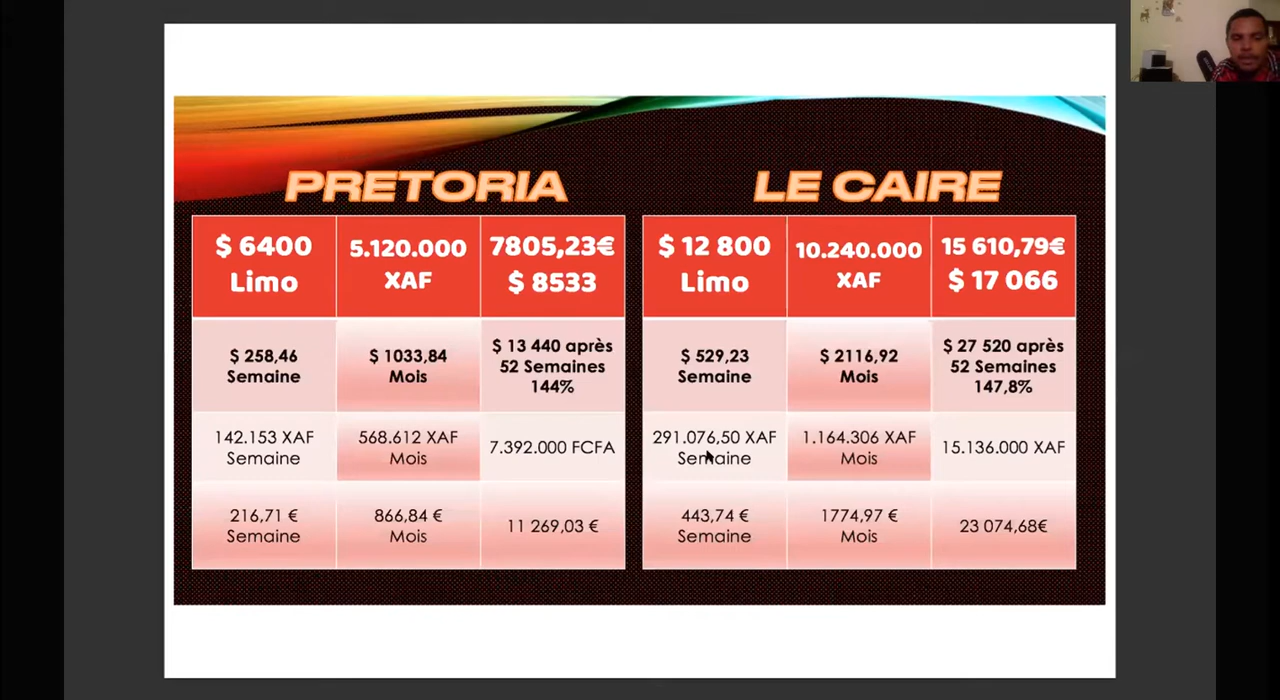 PRETORIA
$ 6400
Limo
5.120.000
XAF
7805,23€
$ 8533
$ 258,46
Semaine
$ 1033,84
Mois
$ 13 440 après
52 Semaines
144%
142.153 XAF
Semaine
568.612 XAF
Mois
7.392.000 FCFA
216,71 €
Semaine
866,84 €
Mois
11 269,03 €
LE CAIRE
$ 12 800
Limo
10.240.000
XAF
15 610,79€
$ 17 066
$ 529,23
Semaine
$ 2116,92
Mois
$ 27 520 après
52 Semaines
147,8%
291.076,50 XAF
Semaine
1.164.306 XAF
Mois
15.136.000 XAF
443,74 €
Semaine
1774,97 €
Mois
23 074,68€